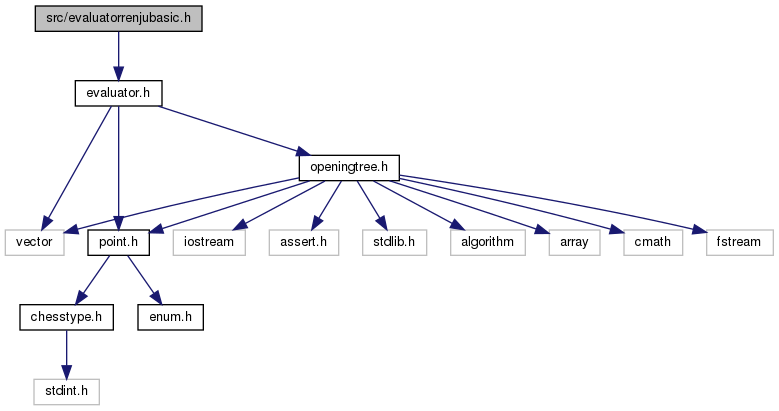 src/evaluatorrenjubasic.h
evaluator.h
openingtree.h
vector
point.h
iostream
assert.h
stdlib.h
algorithm
array
cmath
fstream
chesstype.h
enum.h
stdint.h